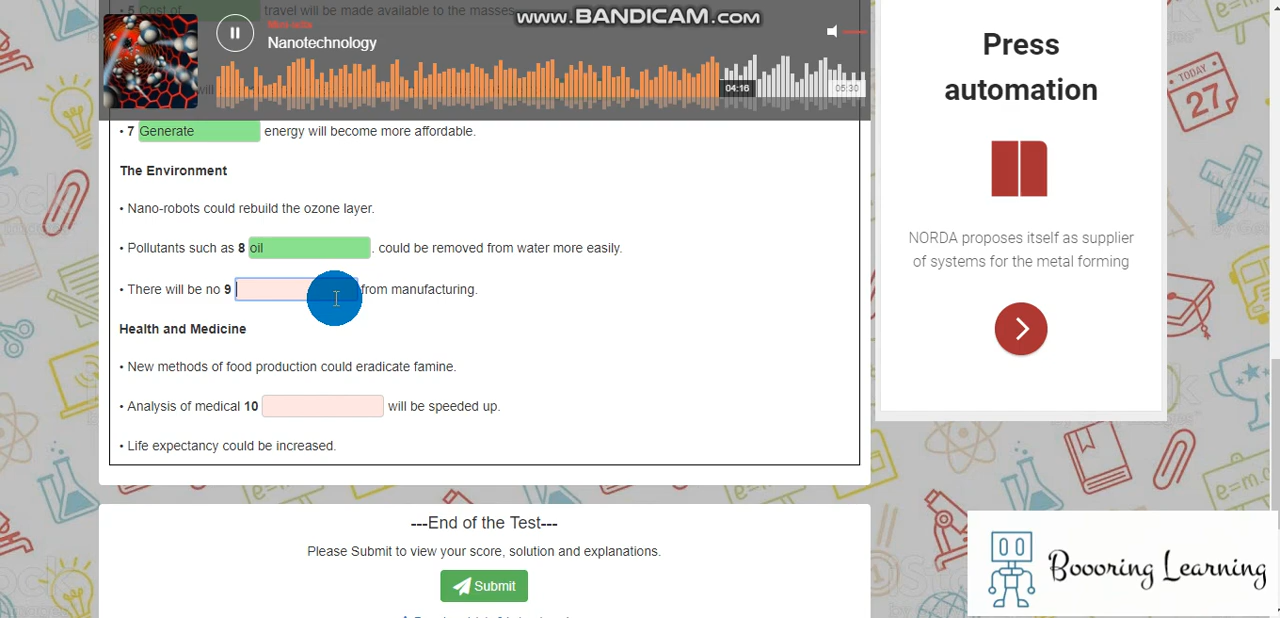 • 5 Cost of travel will be made available to the masses
www.BANDICAM.com
Nanotechnology
will
04:16
05:30
• 7 Generate energy will become more affordable.
The Environment
• Nano-robots could rebuild the ozone layer.
• Pollutants such as 8 oil . could be removed from water more easily.
• There will be no 9 from manufacturing.
Health and Medicine
• New methods of food production could eradicate famine.
• Analysis of medical 10 will be speeded up.
• Life expectancy could be increased.
---End of the Test---
Please Submit to view your score, solution and explanations.
Submit
Press
automation
NORDA proposes itself as supplier
of systems for the metal forming
TODAY
27
Boooring Learning